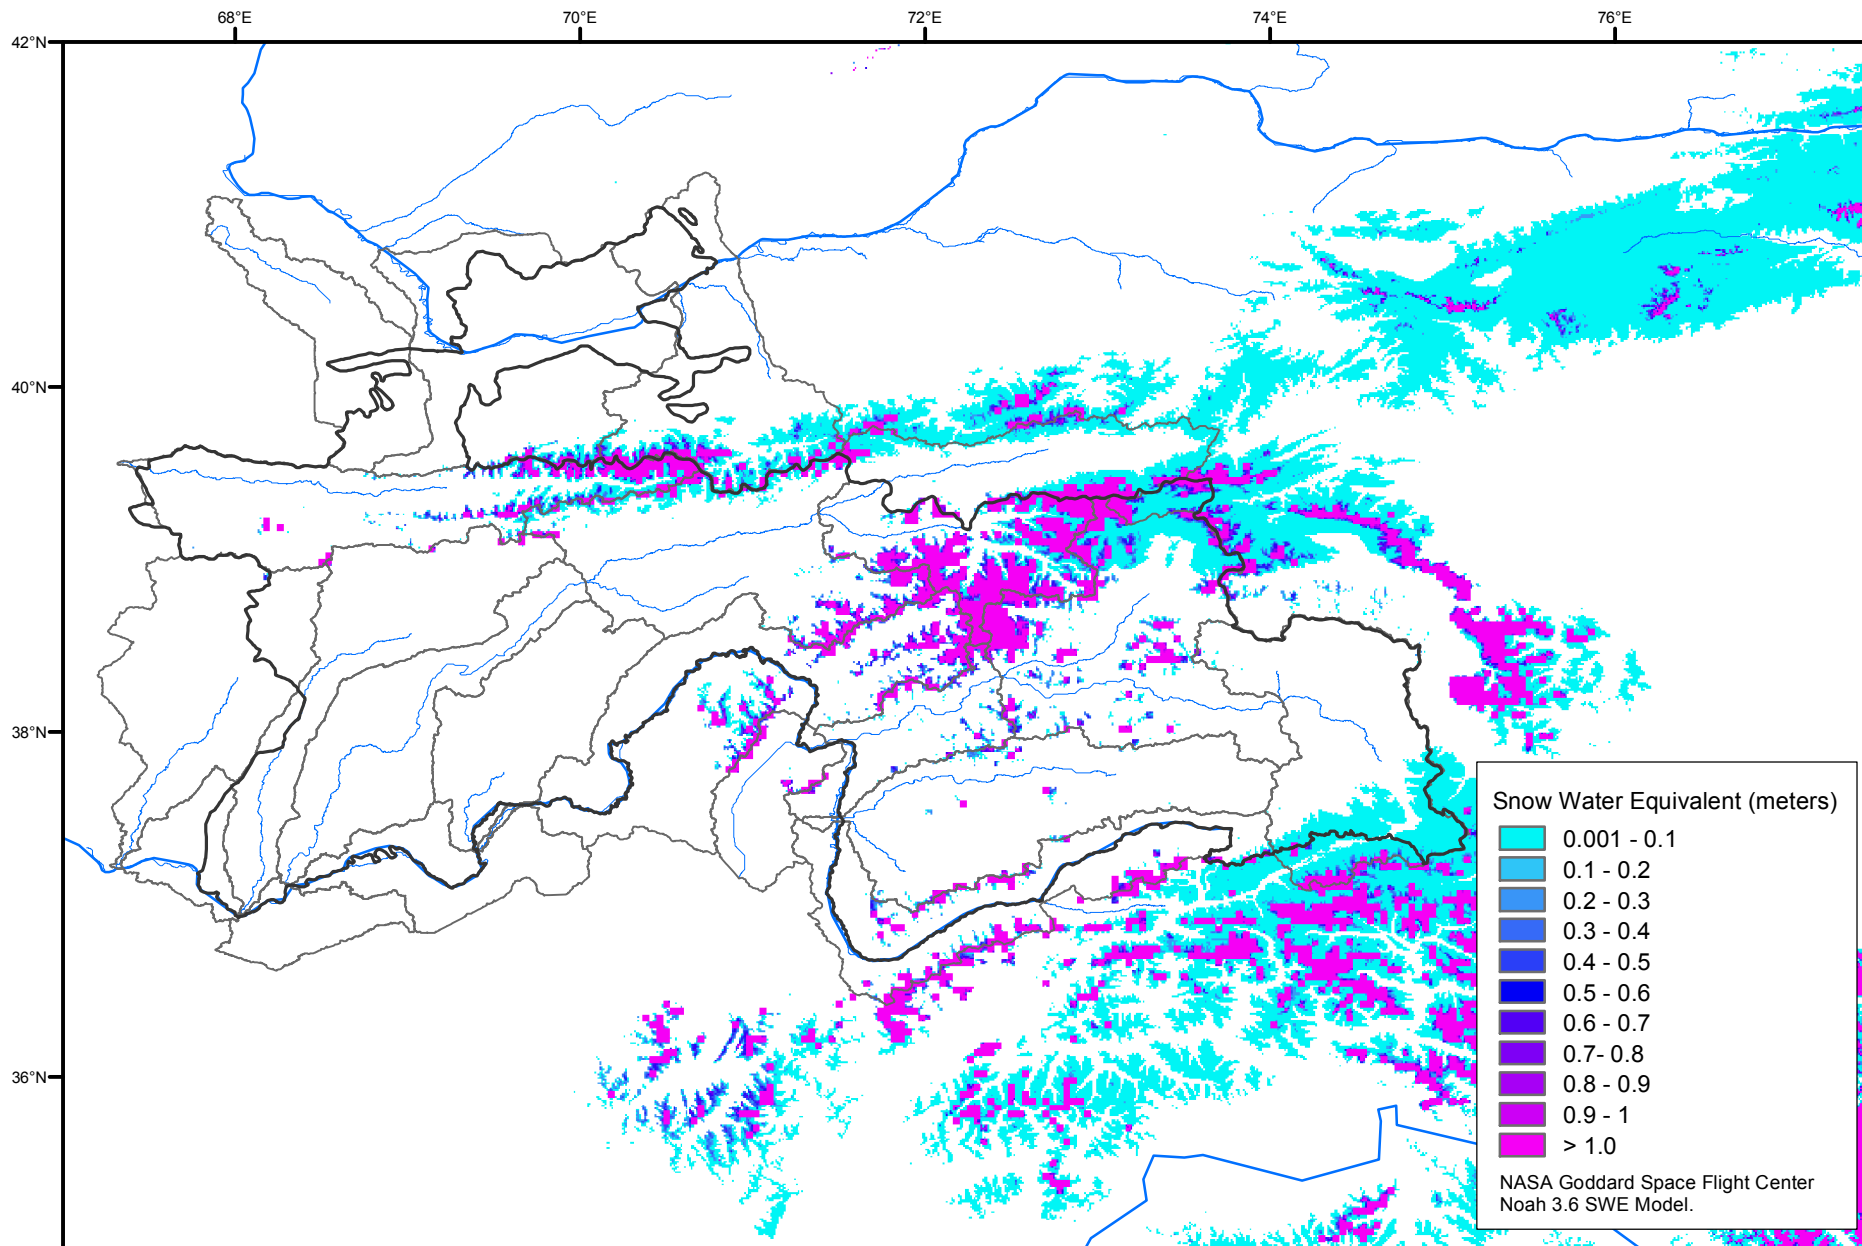 68°E 70°E 72°E 74°E 76°E
42°N
40°N
38°N
36°N
Snow Water Equivalent (meters)
0.001 - 0.1
0.1 - 0.2
0.2 - 0.3
0.3 - 0.4
0.4 - 0.5
0.5 - 0.6
0.6 - 0.7
0.7- 0.8
0.8 - 0.9
0.9 - 1
> 1.0
NASA Goddard Space Flight Center
Noah 3.6 SWE Model.